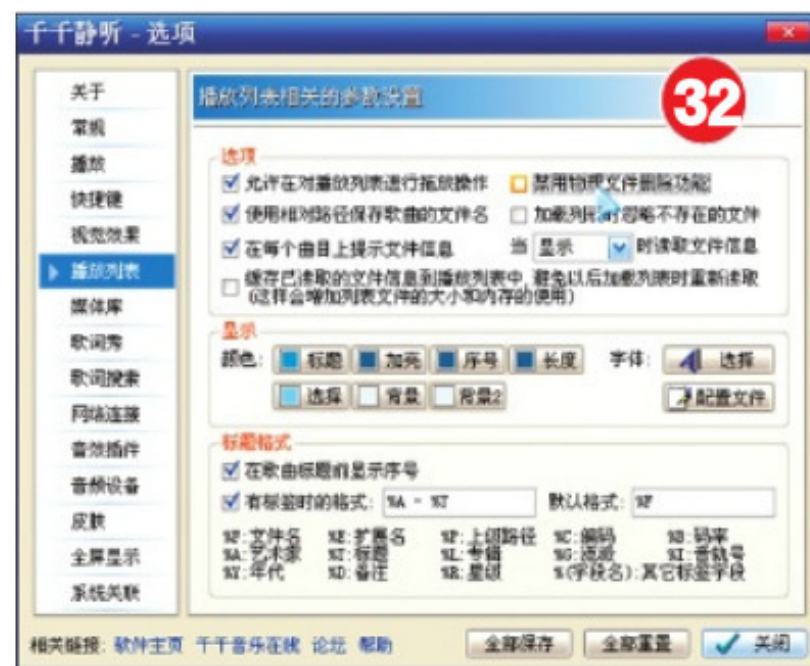 千千静听 - 选项
32
关于
常规
播放
快捷键
视觉效果
播放列表
媒体库
歌词秀
歌词搜索
网络连接
音效插件
音频设备
皮肤
全屏显示
系统关联
播放列表相关的参数设置
选项
允许在对播放列表进行拖放操作 禁用物理文件删除功能
使用相对路径保存歌曲的文件名 加载列表时忽略不存在的文件
在每个曲目上提示文件信息 当 显示 时读取文件信息
缓存已读取的文件信息到播放列表中,避免以后加载列表时重新读取
(这样会增加列表文件的大小和内存的使用)
显示
颜色: 标题 加亮 序号 长度 字体: 选择
选择 背景 背景2 配置文件
标题格式
在歌曲标题前显示序号
有标签时的格式: %A - %T 默认格式: %F
%F:文件名 %E:扩展名 %P:上级路径 %C:编码 %B:码率
%A:艺术家 %T:标题 %L:专辑 %G:流派 %I:音轨号
%Y:年代 %D:备注 %R:星级 %(字段名):其它标签字段
相关链接: 软件主页 千千音乐在线 论坛 帮助 全部保存 全部重置 关闭